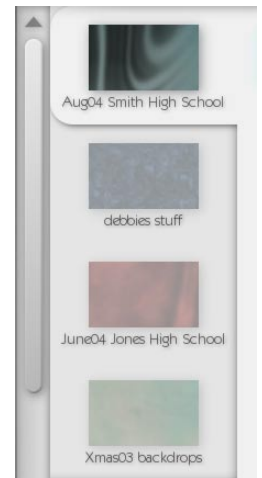 Aug04 Smith High School
debbies stuff
June04 Jones High School
Xmas03 backdrops